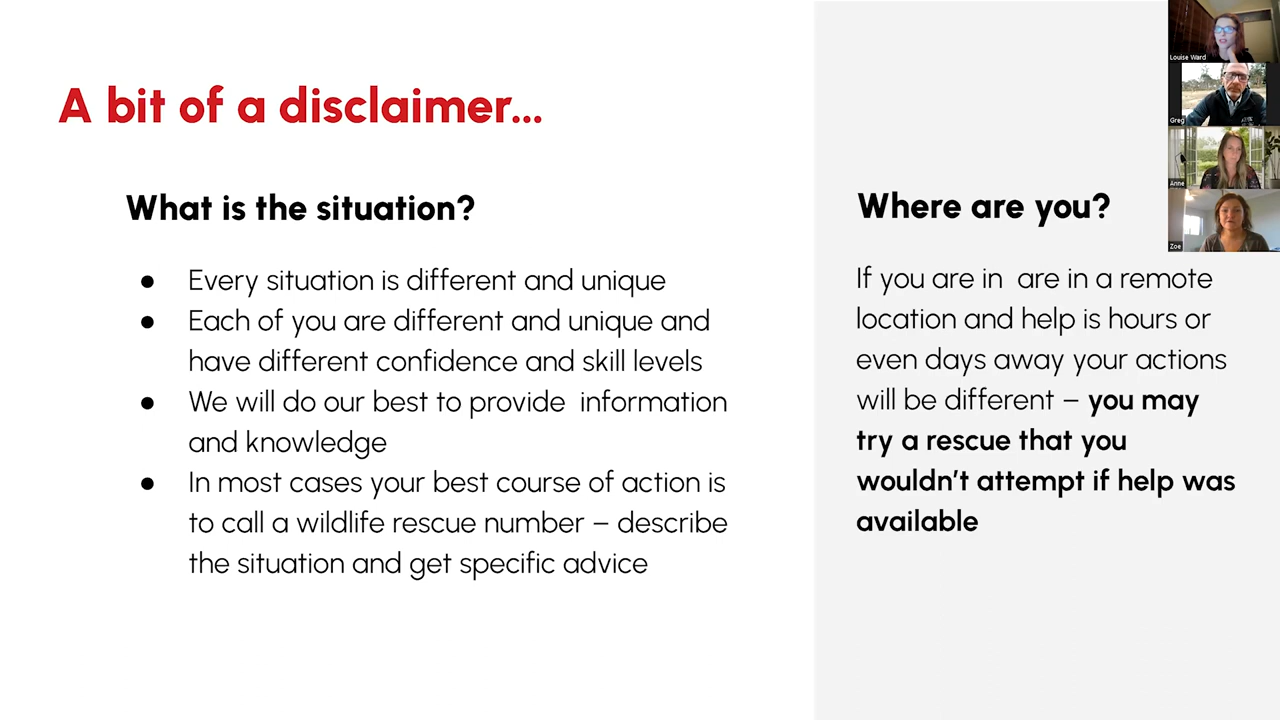 A bit of a disclaimer...
What is the situation?
● Every situation is different and unique
● Each of you are different and unique and
have different confidence and skill levels
● We will do our best to provide  information
and knowledge
● In most cases your best course of action is
to call a wildlife rescue number – describe
the situation and get specific advice
Where are you?
If you are in  are in a remote
location and help is hours or
even days away your actions
will be different – you may
try a rescue that you
wouldn't attempt if help was
available
Louise Ward
Greg
Anne
Zoe